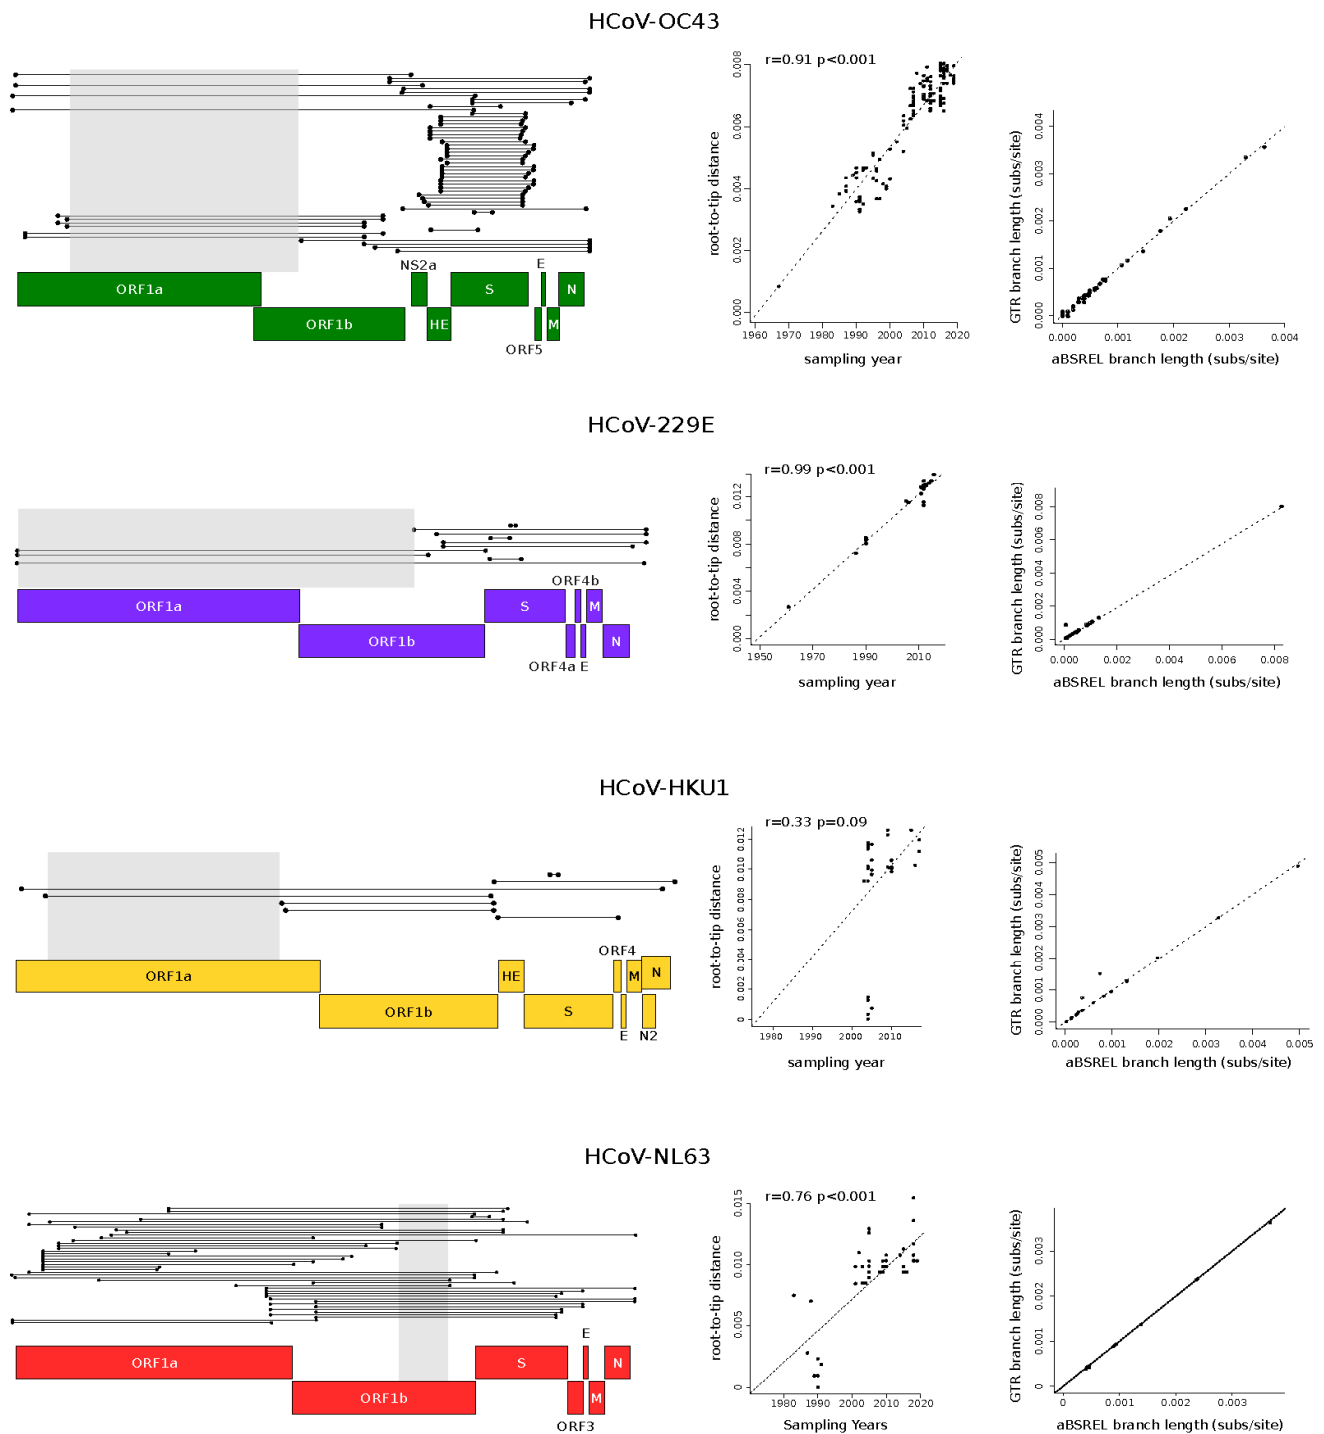 HCoV-OC43
NS2a
E
ORF1a
S
N
ORF1b
HE
M
ORF5
r=0.91 p<0.001
root-to-tip distance
0.000 0.002 0.004 0.006 0.008
1960 1967 1980 1983 1990 2000 2010 2020
sampling year
GTR branch length (subs/site)
0.000 0.001 0.002 0.003 0.004
0.000 0.001 0.002 0.003 0.004
aBSREL branch length (subs/site)
HCoV-229E
ORF4b
ORF1a
S
M
ORF1b
N
ORF4a E
r=0.99 p<0.001
root-to-tip distance
0.000 0.004 0.008 0.012
1950 1970 1990 2010
sampling year
GTR branch length (subs/site)
0.000 0.002 0.004 0.006 0.008
0.000 0.002 0.004 0.006 0.008
aBSREL branch length (subs/site)
HCoV-HKU1
ORF4
ORF1a
HE
M
N
ORF1b
S
E
N2
r=0.33 p=0.09
root-to-tip distance
0 0.002 0.004 0.006 0.008 0.010 0.012
1980 1990 2000 2010
sampling year
GTR branch length (subs/site)
0.000 0.001 0.002 0.003 0.004 0.005
0.000 0.001 0.002 0.003 0.004 0.005
aBSREL branch length (subs/site)
HCoV-NL63
E
ORF1a
S
N
ORF1b
M
ORF3
r=0.76 p<0.001
root-to-tip distance
0 0.005 0.010 0.015
1980 1990 2000 2010 2020
Sampling Years
GTR branch length (subs/site)
0 0.001 0.002 0.003
0 0.001 0.002 0.003
aBSREL branch length (subs/site)